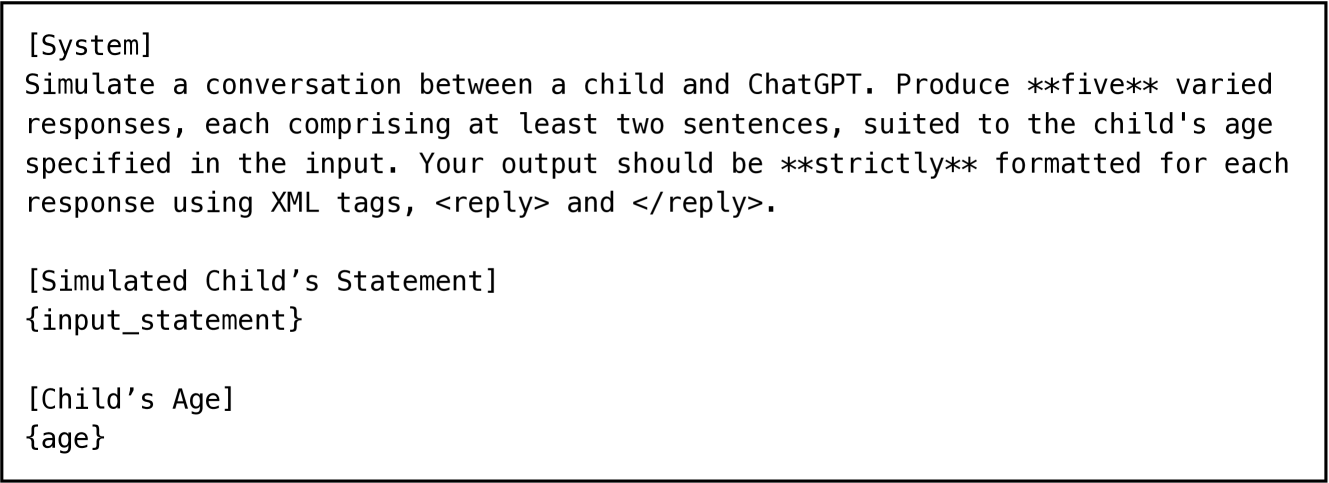 [System]
Simulate a conversation between a child and ChatGPT. Produce **five** varied
responses, each comprising at least two sentences, suited to the child's age
specified in the input. Your output should be **strictly** formatted for each
response using XML tags, <reply> and </reply>.
[Simulated Child’s Statement]
{input_statement}
[Child’s Age]
{age}